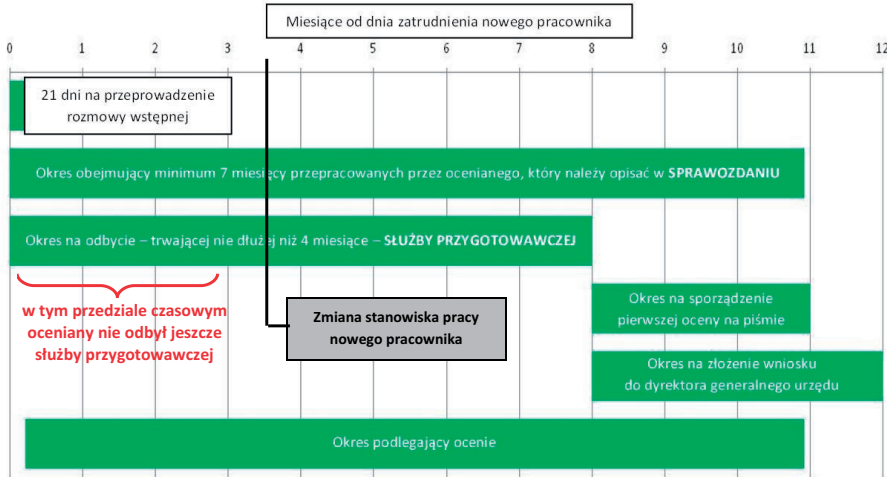 Miesiące od dnia zatrudnienia nowego pracownika
0 1 2 3 4 5 6 7 8 9 10 11 12
21 dni na przeprowadzenie
rozmowy wstępnej
Okres obejmujący minimum 7 miesięcy przepracowanych przez ocenianego, który należy opisać w SPRAWOZDANIU
Okres na odbycie – trwającej nie dłużej niż 4 miesiące – SŁUŻBY PRZYGOTOWAWCZEJ
w tym przedziale czasowym
oceniany nie odbył jeszcze
służby przygotowawczej
Zmiana stanowiska pracy
nowego pracownika
Okres na sporządzenie
pierwszej oceny na piśmie
Okres na złożenie wniosku
do dyrektora generalnego urzędu
Okres podlegający ocenie